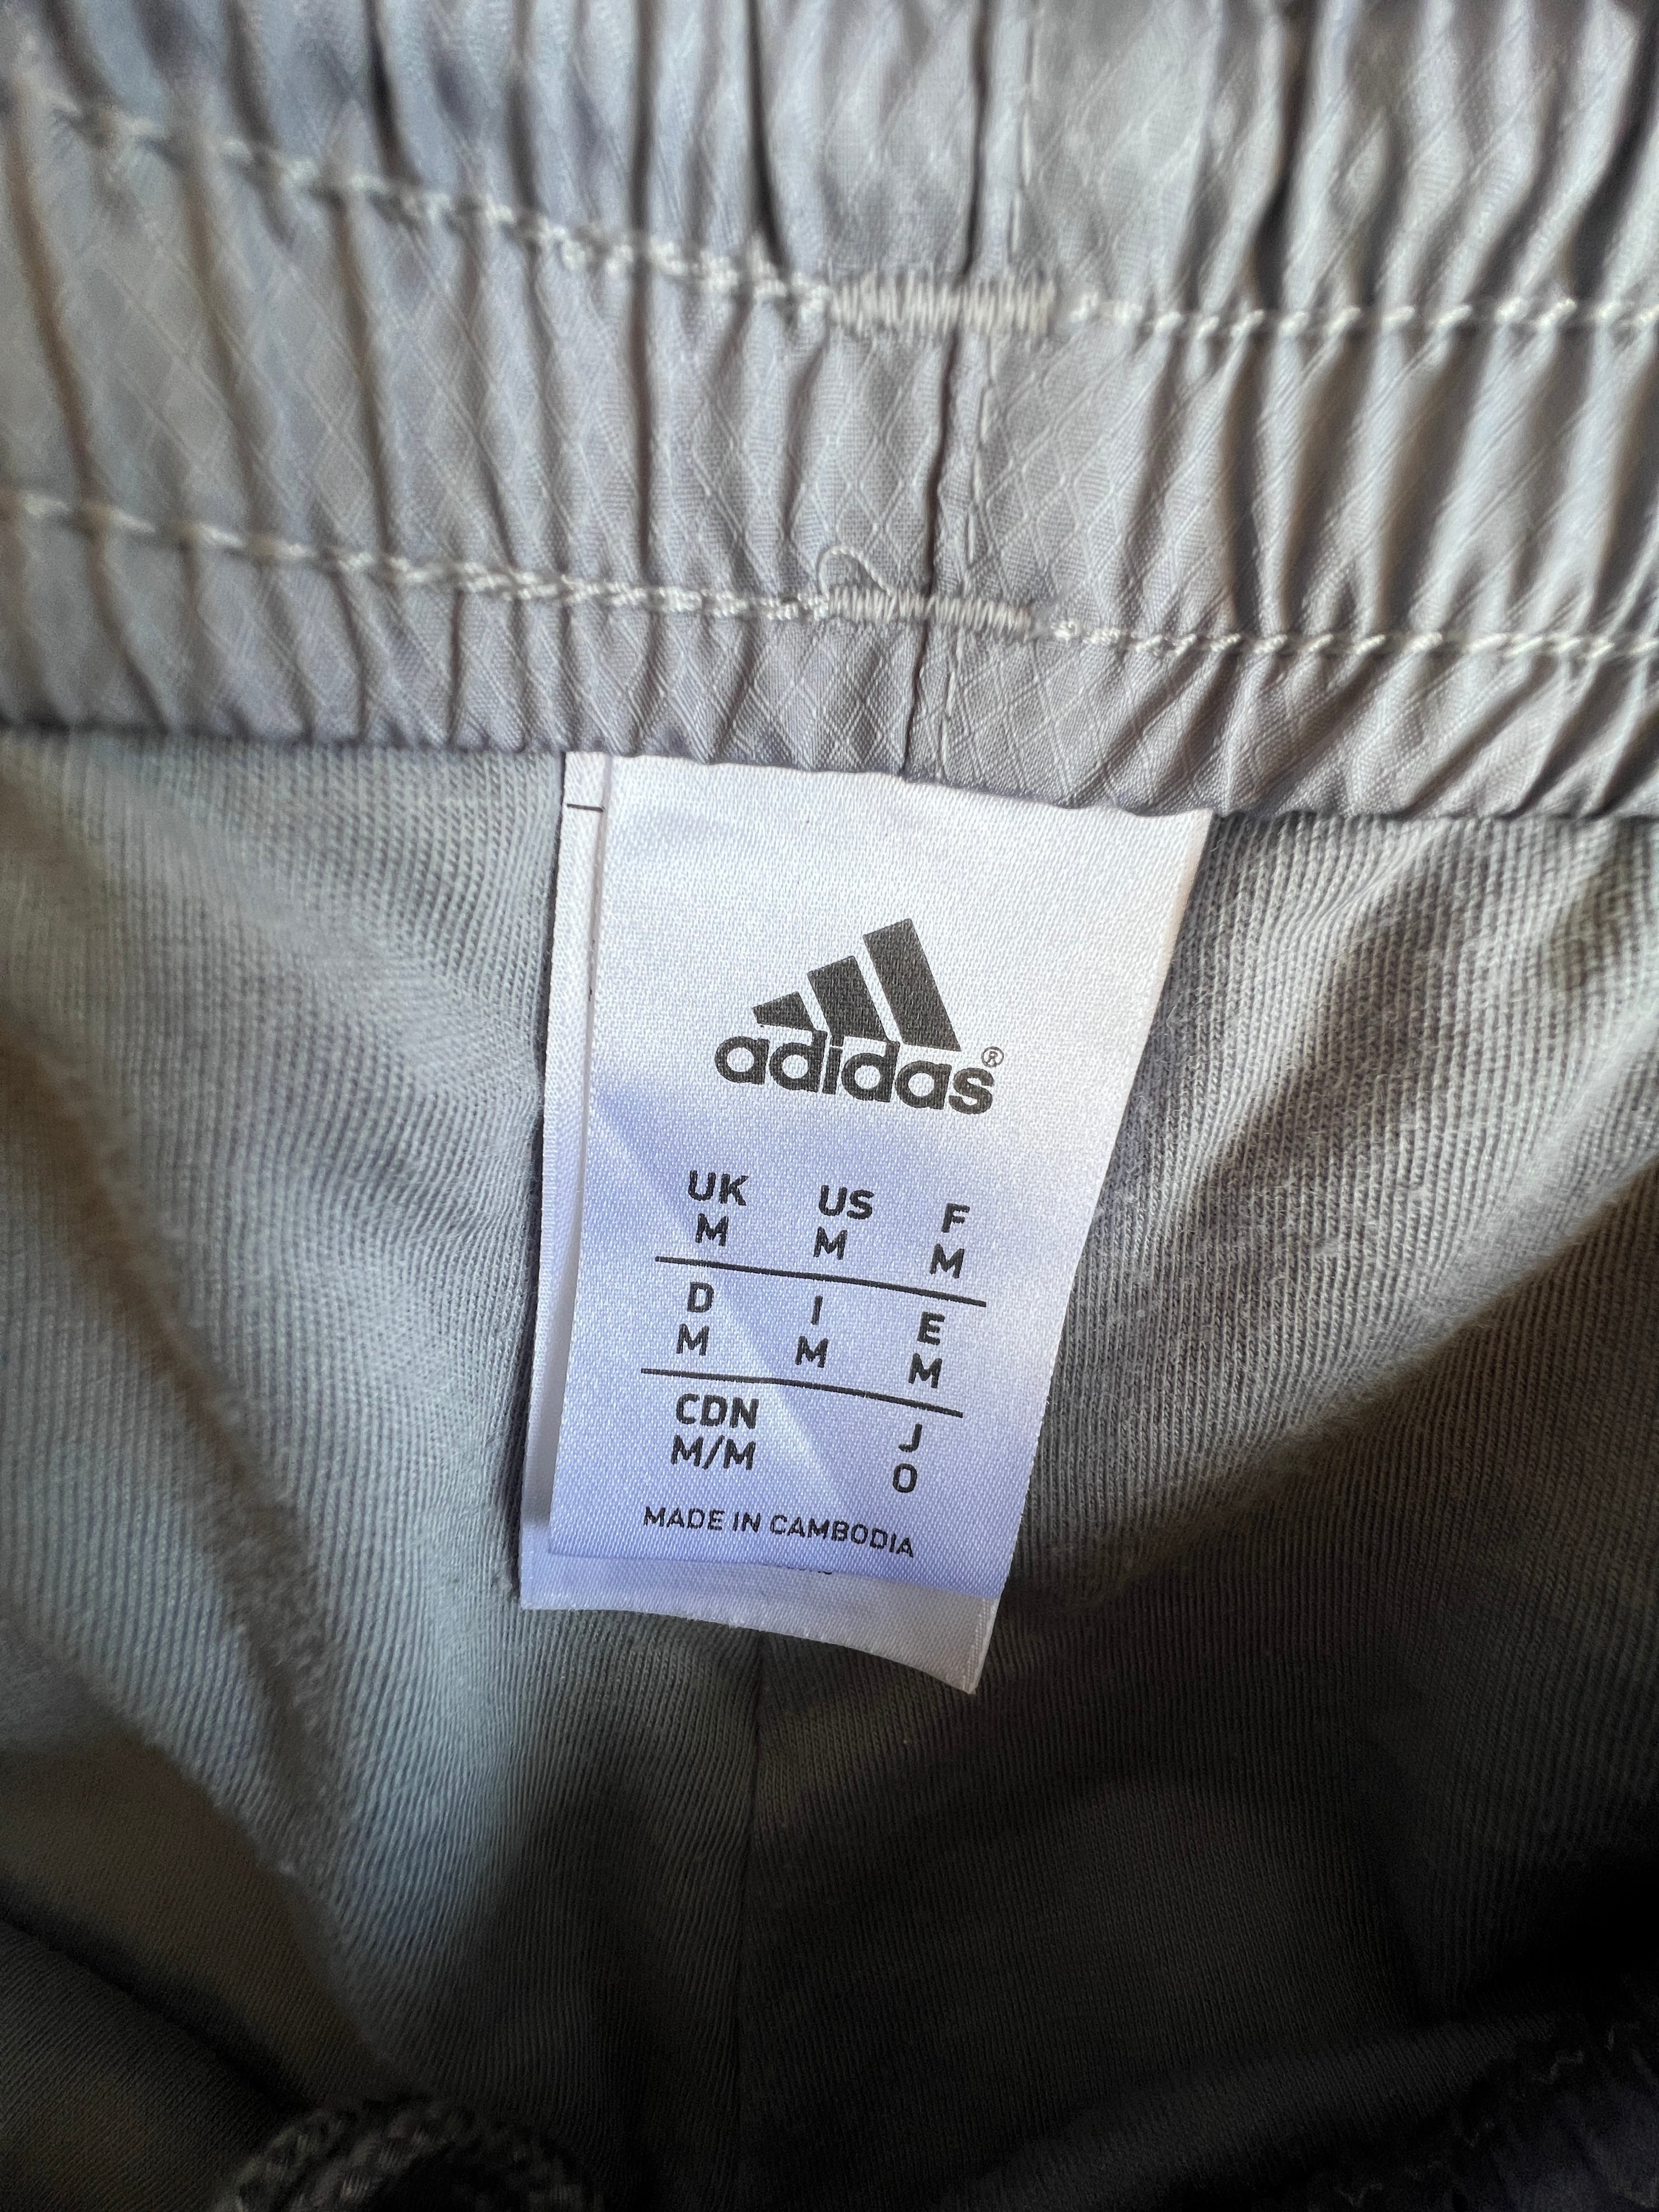 adidas®
UK US F
M M M
D I E
M M M
CDN J
M/M O
MADE IN CAMBODIA